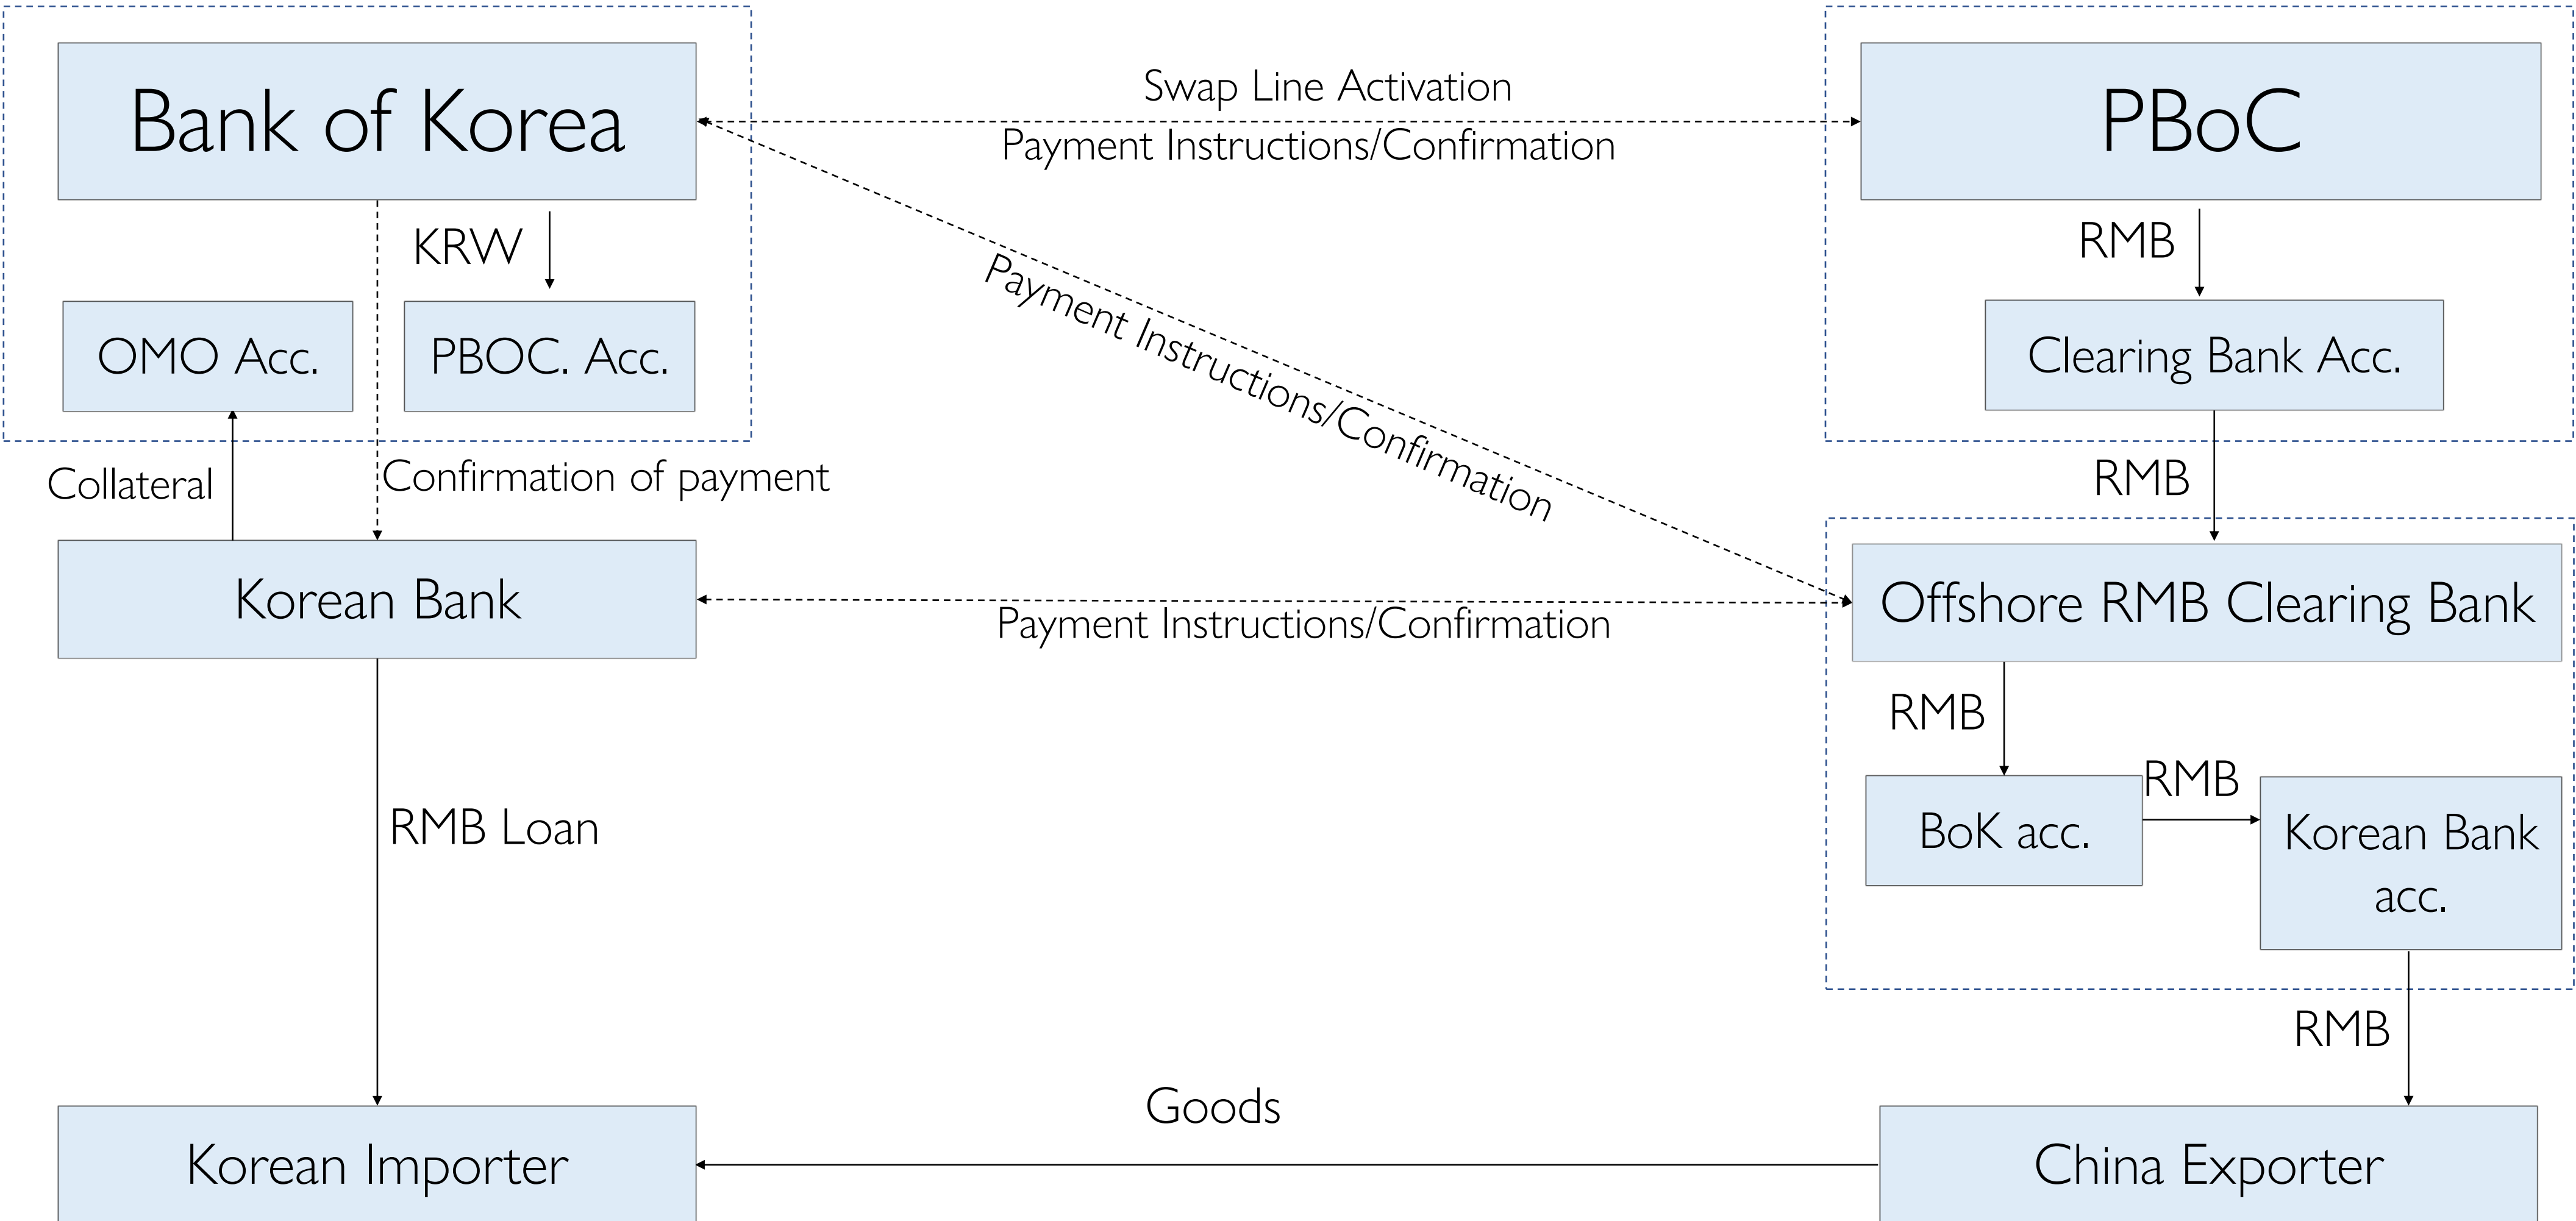 Bank of Korea
Swap Line Activation
Payment Instructions/Confirmation
PBoC
KRW
RMB
OMO Acc.
PBOC. Acc.
Payment Instructions/Confirmation
Clearing Bank Acc.
Collateral
Confirmation of payment
RMB
Korean Bank
Payment Instructions/Confirmation
Offshore RMB Clearing Bank
RMB
RMB
RMB Loan
BoK acc.
Korean Bank
acc.
RMB
Goods
Korean Importer
China Exporter